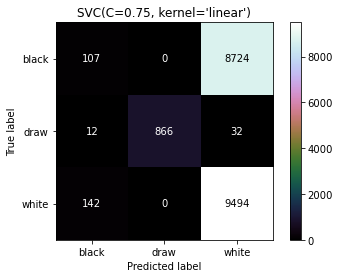 SVC(C=0.75, kernel='linear')
True label
black 107 0 8724
draw 12 866 32
white 142 0 9494
black draw white
Predicted label
8000
6000
4000
2000
0